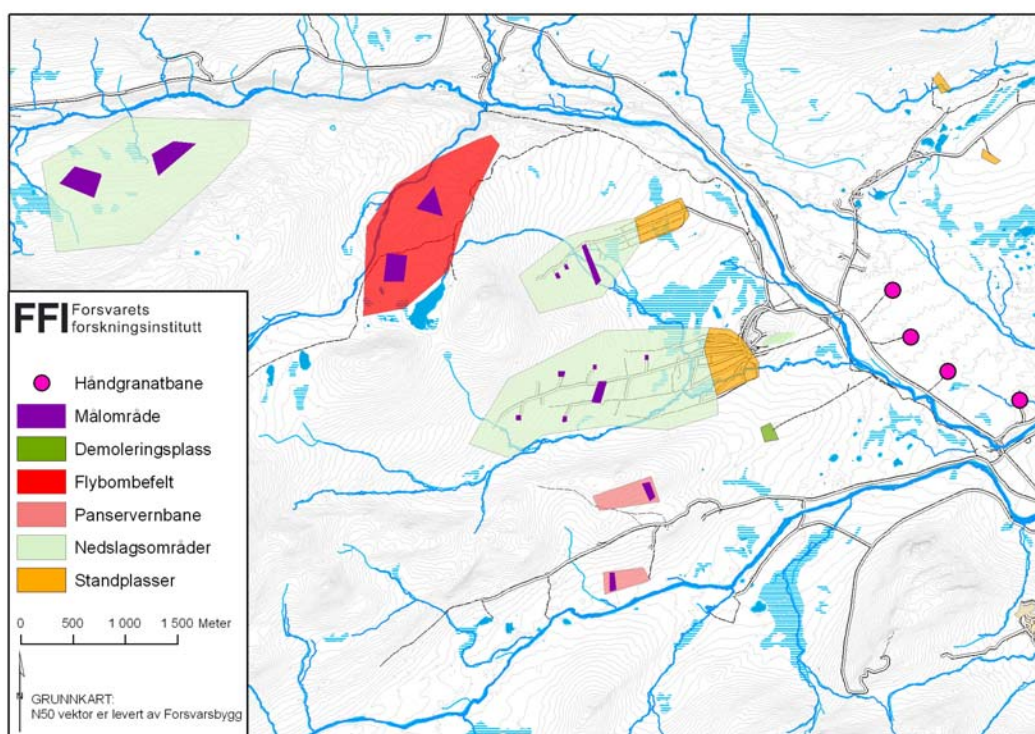 FFI Forsvarets
forskningsinstitutt
Håndgranatbane
Målområde
Demoleringsplass
Flybombefelt
Panservernbane
Nedslagsområder
Standplasser
0 500 1 000 1 500 Meter
GRUNNKART:
N50 vektor er levert av Forsvarsbygg